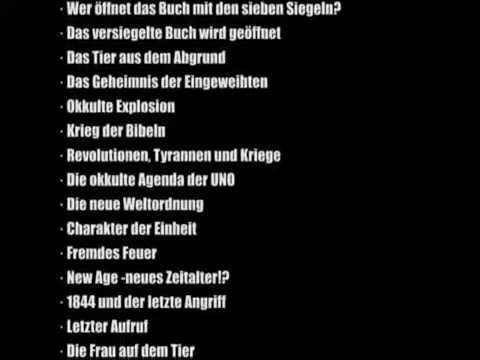 · Wer öffnet das Buch mit den sieben Siegeln?
· Das versiegelte Buch wird geöffnet
· Das Tier aus dem Abgrund
· Das Geheimnis der Eingeweihten
· Okkulte Explosion
· Krieg der Bibeln
· Revolutionen, Tyrannen und Kriege
· Die okkulte Agenda der UNO
· Die neue Weltordnung
· Charakter der Einheit
· Fremdes Feuer
· New Age -neues Zeitalter!?
· 1844 und der letzte Angriff
· Letzter Aufruf
· Die Frau auf dem Tier